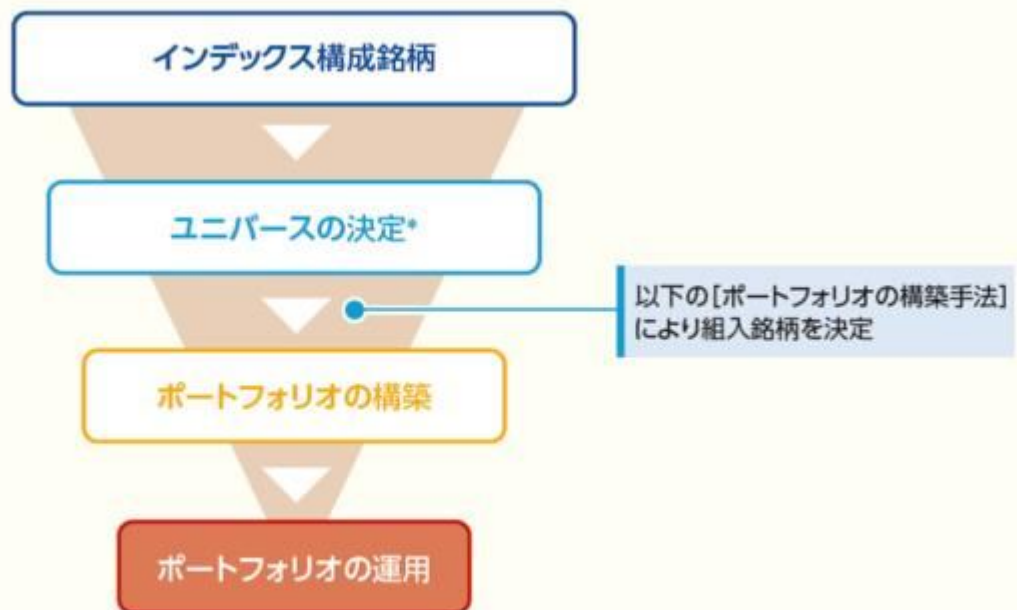 インデックス構成銘柄
ユニバースの決定*
以下の[ポートフォリオの構築手法]
により組入銘柄を決定
ポートフォリオの構築
ポートフォリオの運用